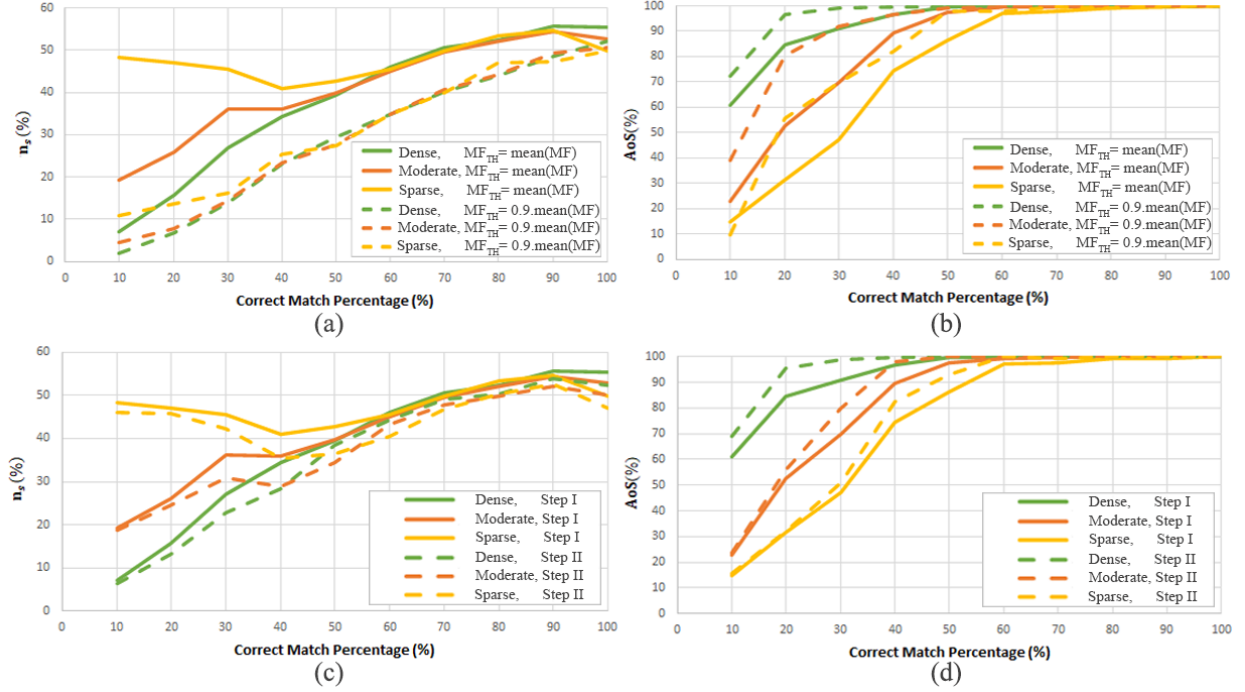 60
50
40
30
20
10
0
n_s (%)
Dense, MF_TH= mean(MF)
Moderate, MF_TH= mean(MF)
Sparse, MF_TH= mean(MF)
Dense, MF_TH= 0.9.mean(MF)
Moderate, MF_TH= 0.9.mean(MF)
Sparse, MF_TH= 0.9.mean(MF)
0 10 20 30 40 50 60 70 80 90 100
Correct Match Percentage (%)
(a)
100
90
80
70
60
50
40
30
20
10
0
AoS(%)
Dense, MF_TH= mean(MF)
Moderate, MF_TH= mean(MF)
Sparse, MF_TH= mean(MF)
Dense, MF_TH= 0.9.mean(MF)
Moderate, MF_TH= 0.9.mean(MF)
Sparse, MF_TH= 0.9.mean(MF)
0 10 20 30 40 50 60 70 80 90 100
Correct Match Percentage (%)
(b)
60
50
40
30
20
10
0
n_s (%)
Dense, Step I
Moderate, Step I
Sparse, Step I
Dense, Step II
Moderate, Step II
Sparse, Step II
0 10 20 30 40 50 60 70 80 90 100
Correct Match Percentage (%)
(c)
100
90
80
70
60
50
40
30
20
10
0
AoS(%)
Dense, Step I
Moderate, Step I
Sparse, Step I
Dense, Step II
Moderate, Step II
Sparse, Step II
0 10 20 30 40 50 60 70 80 90 100
Correct Match Percentage (%)
(d)